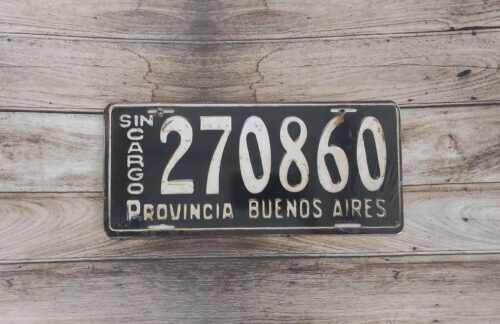 SIN
CARGO
270860
PROVINCIA BUENOS AIRES